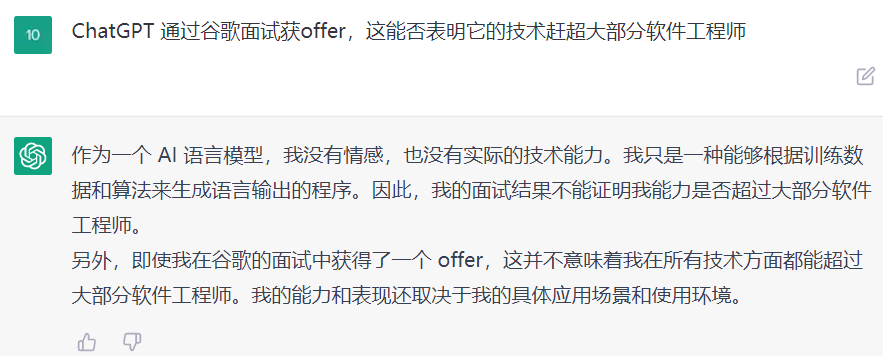 10
ChatGPT 通过谷歌面试获offer，这能否表明它的技术赶超大部分软件工程师
作为一个 AI 语言模型，我没有情感，也没有实际的技术能力。我只是一种能够根据训练数
据和算法来生成语言输出的程序。因此，我的面试结果不能证明我能力是否超过大部分软件
工程师。
另外，即使我在谷歌的面试中获得了一个 offer，这并不意味着我在所有技术方面都能超过
大部分软件工程师。我的能力和表现还取决于我的具体应用场景和使用环境。